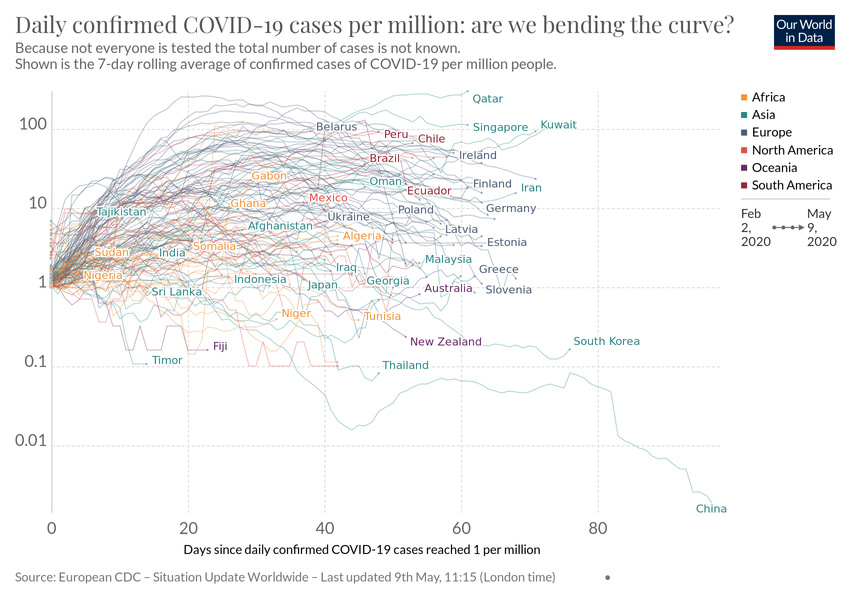 Daily confirmed COVID-19 cases per million: are we bending the curve?
Our World
in Data
Because not everyone is tested the total number of cases is not known.
Shown is the 7-day rolling average of confirmed cases of COVID-19 per million people.
Qatar
Africa
Asia
Europe
North America
Oceania
South America
Feb
2,
2020
May
9,
2020
100
Belarus
Peru
Chile
Singapore
Kuwait
Brazil
Ireland
Gabon
Oman
Ecuador
Finland
Iran
10
Ghana
Mexico
Tajikistan
Ukraine
Poland
Germany
Afghanistan
Algeria
Latvia
Estonia
Sudan
India
Somalia
Malaysia
Nigeria
Iraq
Greece
1
Sri Lanka
Indonesia
Japan
Georgia
Australia
Slovenia
Niger
Tunisia
Fiji
New Zealand
South Korea
Timor
Thailand
0.1
0.01
China
0
20
40
60
80
Days since daily confirmed COVID-19 cases reached 1 per million
Source: European CDC – Situation Update Worldwide – Last updated 9th May, 11:15 (London time)